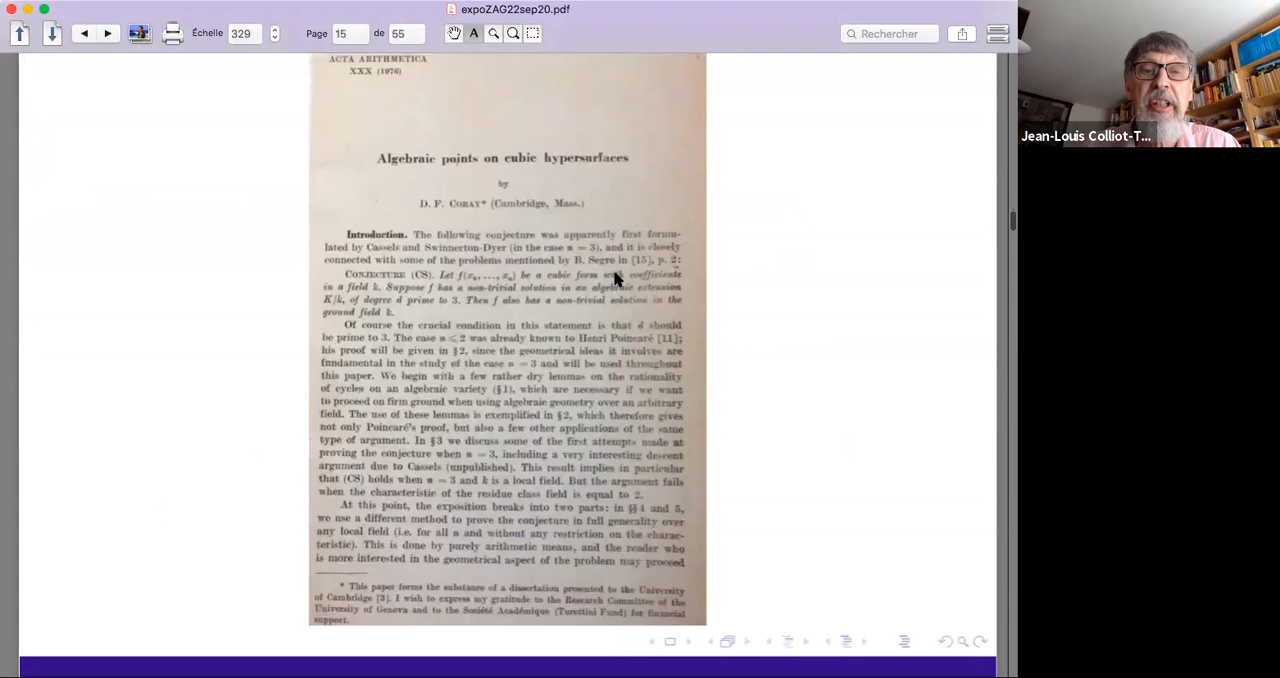 expoZAG22sep20.pdf
Échelle 329 Page 15 de 55 Rechercher
ACTA ARITHMETICA
XXX (1976)
Algebraic points on cubic hypersurfaces
by
D. F. CORAY* (Cambridge, Mass.)
Introduction. The following conjecture was apparently first formu-
lated by Cassels and Swinnerton-Dyer (in the case n = 3), and it is closely
connected with some of the problems mentioned by B. Segre in [15], p. 2:
CONJECTURE (CS). Let f(x₀, ..., xₙ) be a cubic form with coefficients
in a field k. Suppose f has a non-trivial solution in an algebraic extension
K/k, of degree d prime to 3. Then f also has a non-trivial solution in the
ground field k.
Of course the crucial condition in this statement is that d should
be prime to 3. The case n ⩽ 2 was already known to Henri Poincaré [11];
his proof will be given in § 2, since the geometrical ideas it involves are
fundamental in the study of the case n = 3 and will be used throughout
this paper. We begin with a few rather dry lemmas on the rationality
of cycles on an algebraic variety (§ 1), which are necessary if we want
to proceed on firm ground when using algebraic geometry over an arbitrary
field. The use of these lemmas is exemplified in § 2, which therefore gives
not only Poincaré's proof, but also a few other applications of the same
type of argument. In § 3 we discuss some of the first attempts made at
proving the conjecture when n = 3, including a very interesting descent
argument due to Cassels (unpublished). This result implies in particular
that (CS) holds when n = 3 and k is a local field. But the argument fails
when the characteristic of the residue class field is equal to 2.
At this point, the exposition breaks into two parts: in §§ 4 and 5,
we use a different method to prove the conjecture in full generality over
any local field (i.e. for all n and without any restriction on the charac-
teristic). This is done by purely arithmetic means, and the reader who
is more interested in the geometrical aspect of the problem may proceed
* This paper forms the substance of a dissertation presented to the University
of Cambridge [3]. I wish to express my gratitude to the Research Committee of the
University of Geneva and to the Société Académique (Turettini Fund) for financial
support.
Jean-Louis Colliot-T...